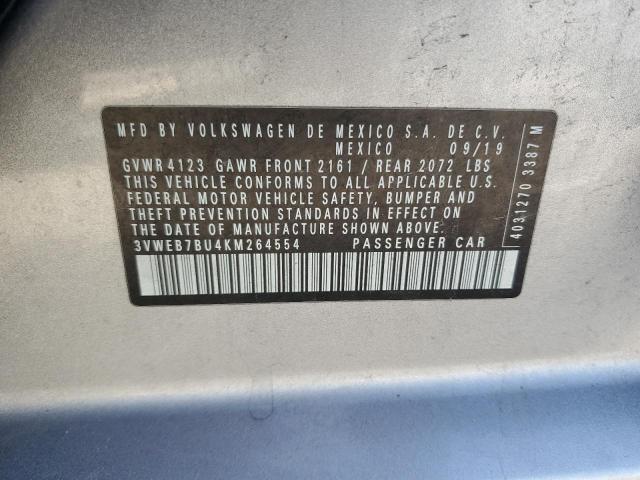 MFD BY VOLKSWAGEN DE MEXICO S.A. DE C.V.
MEXICO 09/19
GVWR 4123 GAWR FRONT 2161 / REAR 2072 LBS
THIS VEHICLE CONFORMS TO ALL APPLICABLE U.S.
FEDERAL MOTOR VEHICLE SAFETY, BUMPER AND
THEFT PREVENTION STANDARDS IN EFFECT ON
THE DATE OF MANUFACTURE SHOWN ABOVE.
3VWEB7BU4KM264554 PASSENGER CAR
4031270 3387 M